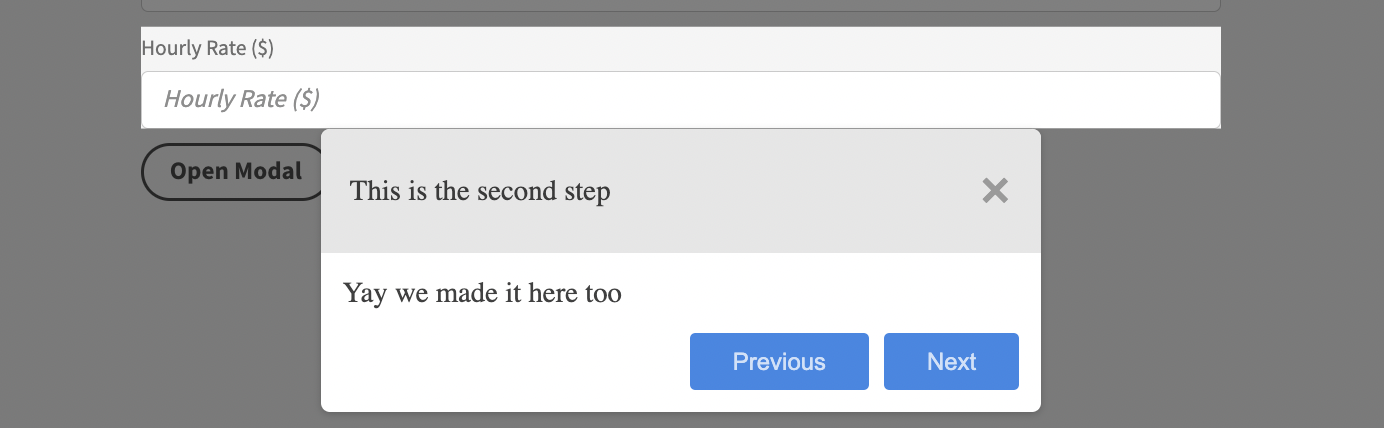 Hourly Rate ($)
Hourly Rate ($)
Open Modal
This is the second step
Yay we made it here too
Previous
Next